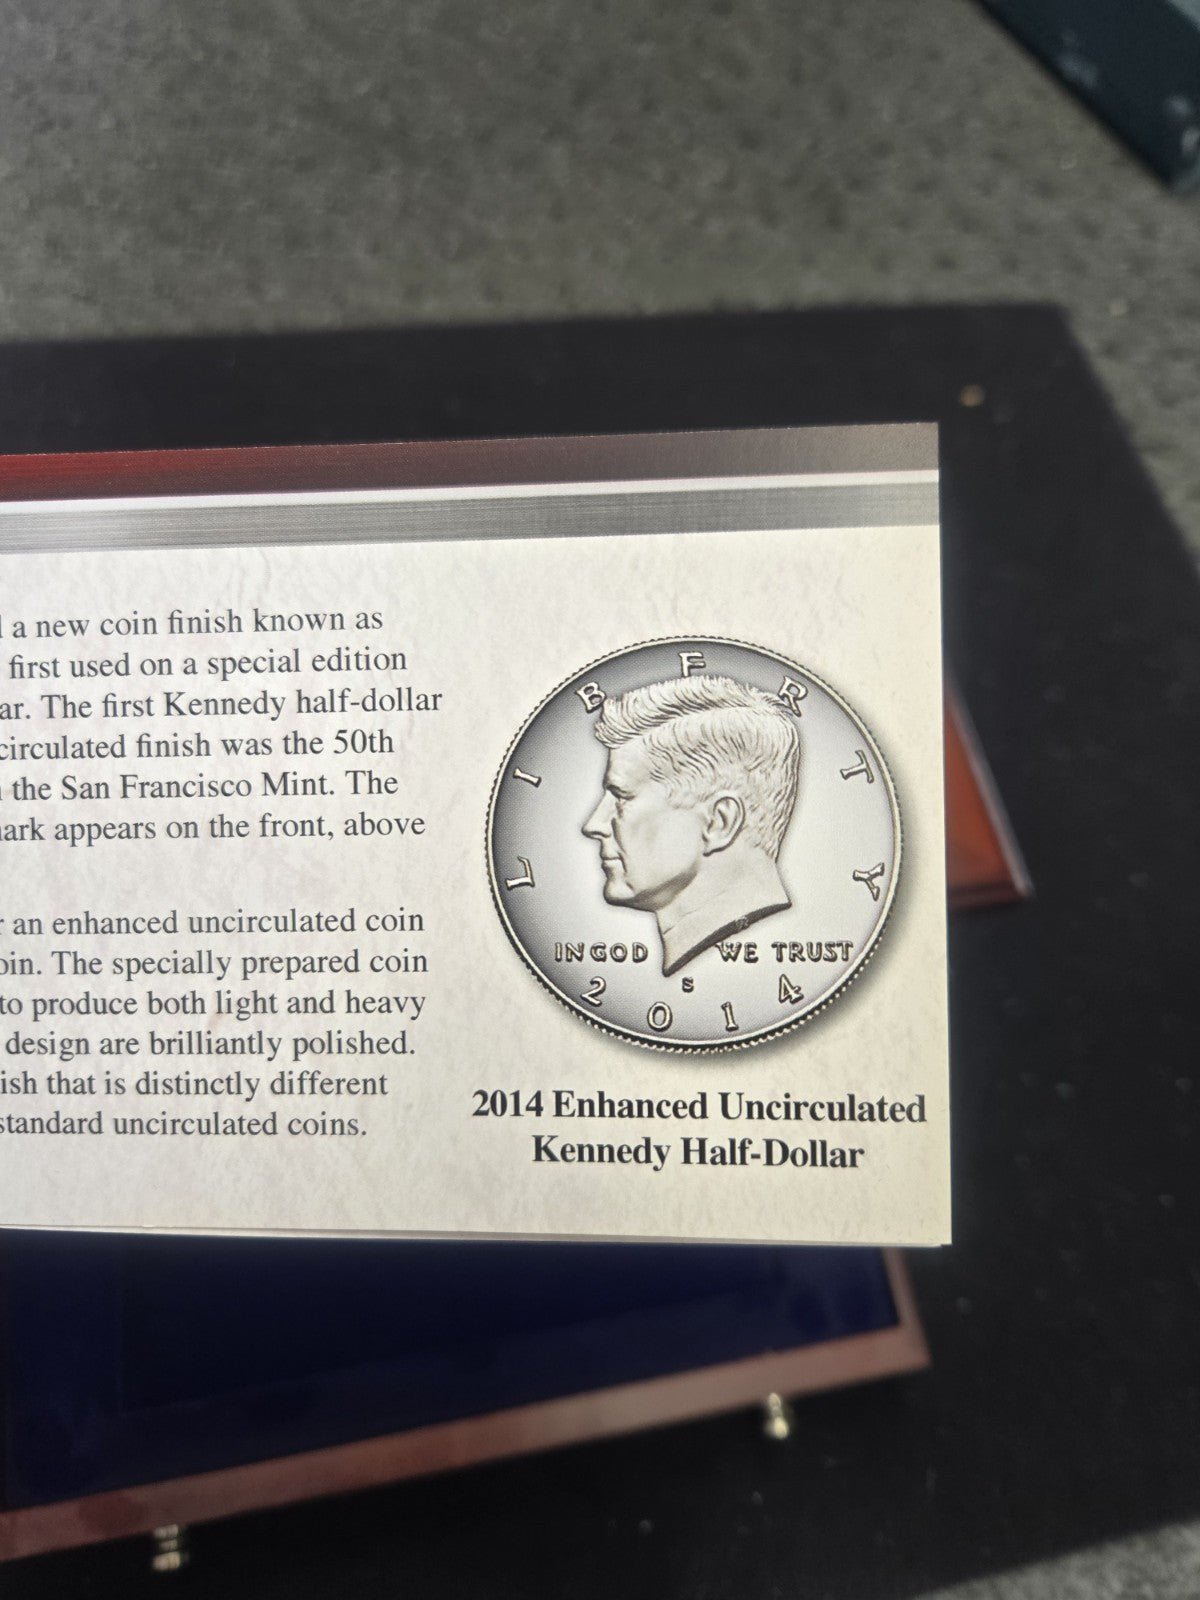 a new coin finish known as
first used on a special edition
ar. The first Kennedy half-dollar
circulated finish was the 50th
the San Francisco Mint. The
ark appears on the front, above
an enhanced uncirculated coin
oin. The specially prepared coin
to produce both light and heavy
design are brilliantly polished.
ish that is distinctly different
standard uncirculated coins.
LIBERTY
IN GOD WE TRUST
S
2014
2014 Enhanced Uncirculated
Kennedy Half-Dollar